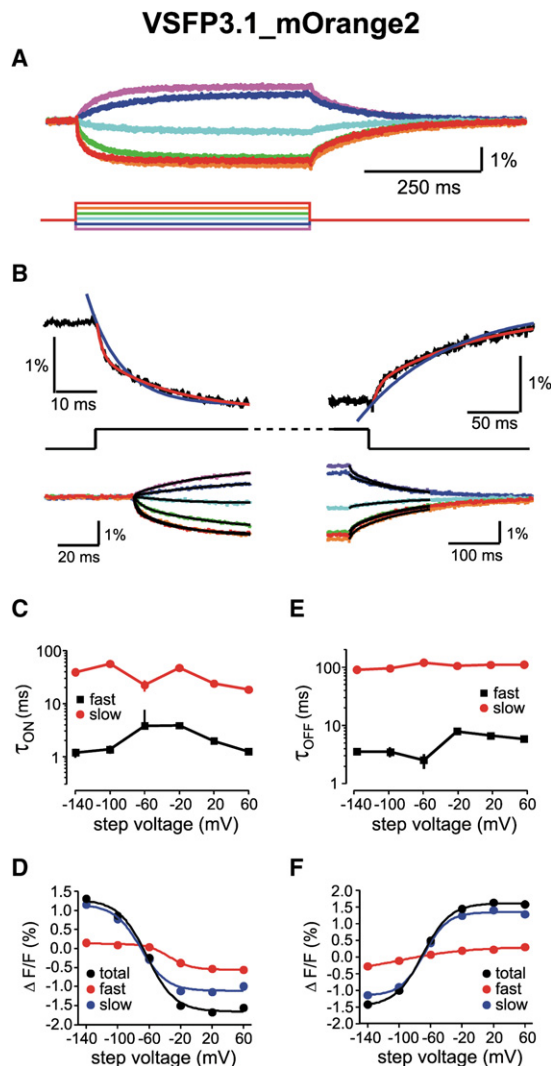 VSFP3.1_mOrange2
A
1%
250 ms
B
1%
10 ms
1%
50 ms
1%
20 ms
1%
100 ms
C
100
10
1
τON (ms)
fast
slow
-140 -100 -60 -20 20 60
step voltage (mV)
E
100
10
1
τOFF (ms)
fast
slow
-140 -100 -60 -20 20 60
step voltage (mV)
D
1.5
1.0
0.5
0.0
-0.5
-1.0
-1.5
-2.0
Δ F/F (%)
total
fast
slow
-140 -100 -60 -20 20 60
step voltage (mV)
F
2.0
1.5
1.0
0.5
0.0
-0.5
-1.0
-1.5
-2.0
Δ F/F (%)
total
fast
slow
-140 -100 -60 -20 20 60
step voltage (mV)